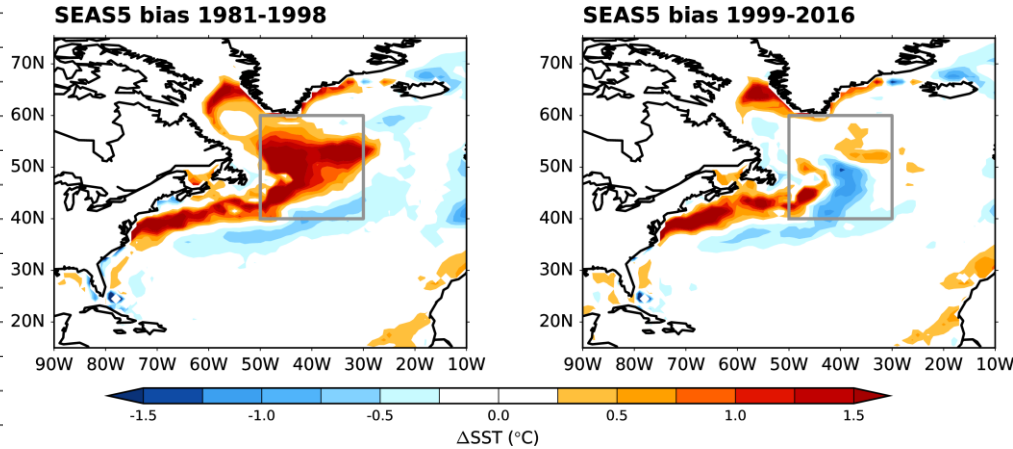 SEAS5 bias 1981-1998
SEAS5 bias 1999-2016
70N
60N
50N
40N
30N
20N
90W 80W 70W 60W 50W 40W 30W 20W 10W
70N
60N
50N
40N
30N
20N
90W 80W 70W 60W 50W 40W 30W 20W 10W
-1.5 -1.0 -0.5 0.0 0.5 1.0 1.5
ΔSST (°C)